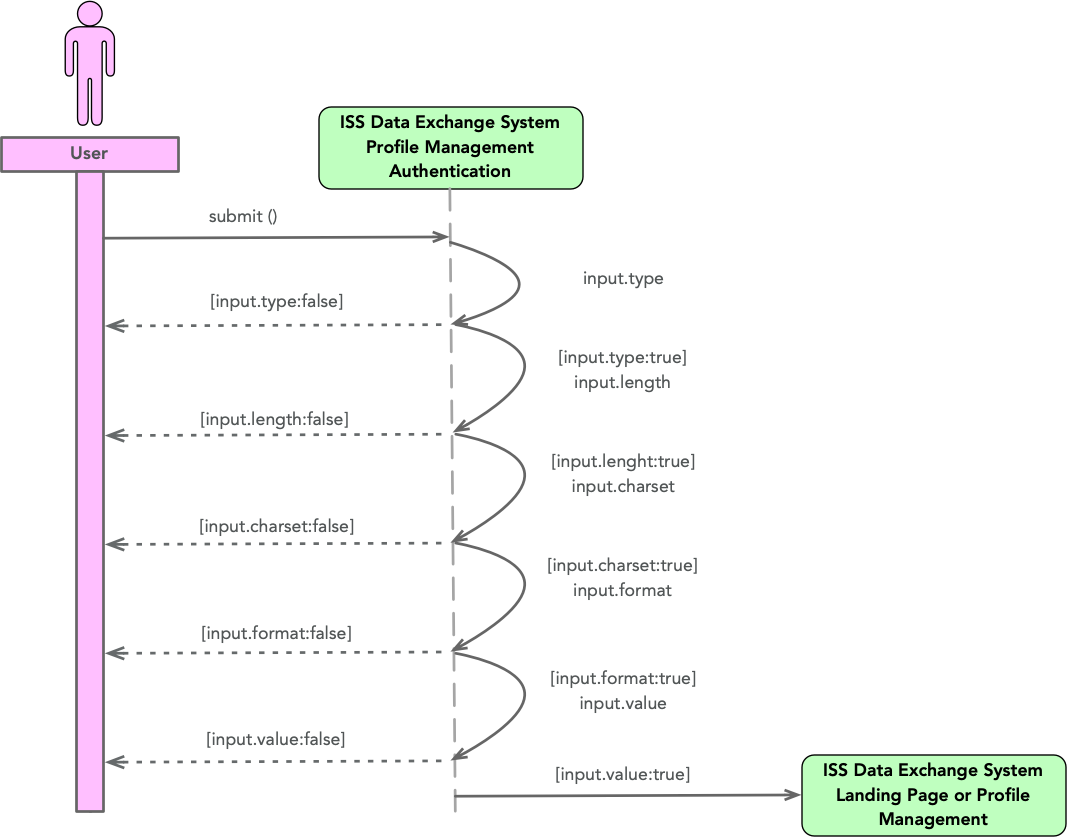 ISS Data Exchange System
Profile Management
Authentication
User
submit ()
input.type
[input.type:false]
[input.type:true]
input.length
[input.length:false]
[input.lenght:true]
input.charset
[input.charset:false]
[input.charset:true]
input.format
[input.format:false]
[input.format:true]
input.value
[input.value:false]
[input.value:true]
ISS Data Exchange System
Landing Page or Profile
Management